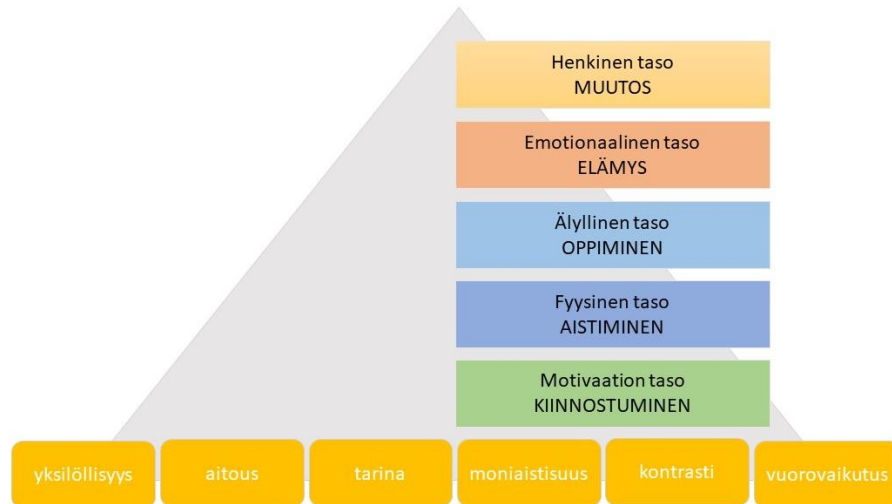 Henkinen taso
MUUTOS
Emotionaalinen taso
ELÄMYS
Älyllinen taso
OPPIMINEN
Fyysinen taso
AISTIMINEN
Motivaation taso
KIINNOSTUMINEN
yksilöllisyys
aitous
tarina
moniaistisuus
kontrasti
vuorovaikutus